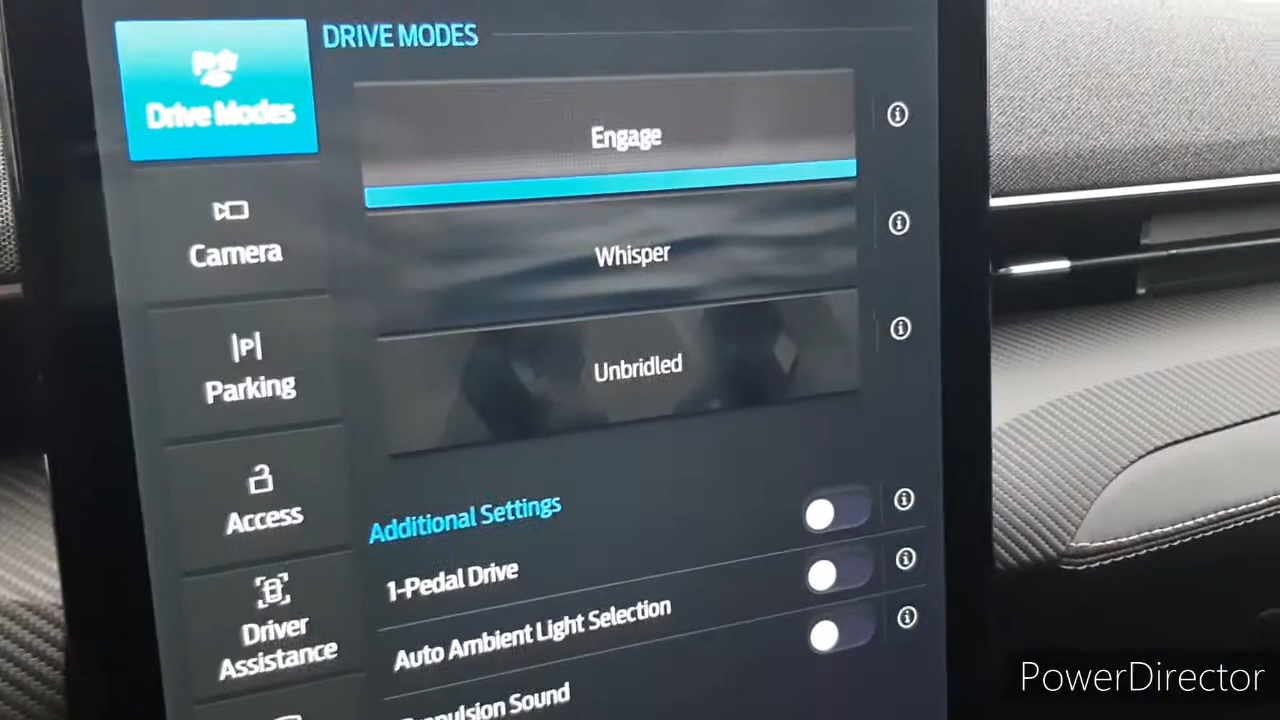 DRIVE MODES
Drive Modes
Engage
Camera
Whisper
Parking
Unbridled
Access
Additional Settings
1-Pedal Drive
Driver
Assistance
Auto Ambient Light Selection
Sound
PowerDirector